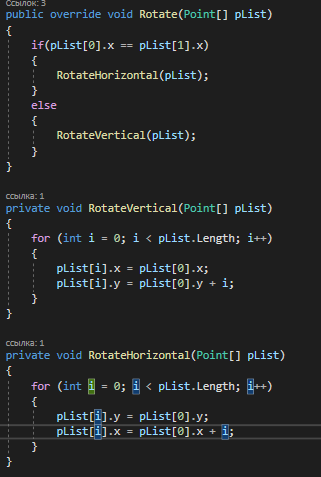 Ссылок: 3
public override void Rotate(Point[] pList)
{
if(pList[0].x == pList[1].x)
{
RotateHorizontal(pList);
}
else
{
RotateVertical(pList);
}
}
ссылка: 1
private void RotateVertical(Point[] pList)
{
for (int i = 0; i < pList.Length; i++)
{
pList[i].x = pList[0].x;
pList[i].y = pList[0].y + i;
}
}
ссылка: 1
private void RotateHorizontal(Point[] pList)
{
for (int i = 0; i < pList.Length; i++)
{
pList[i].y = pList[0].y;
pList[i].x = pList[0].x + i;
}
}